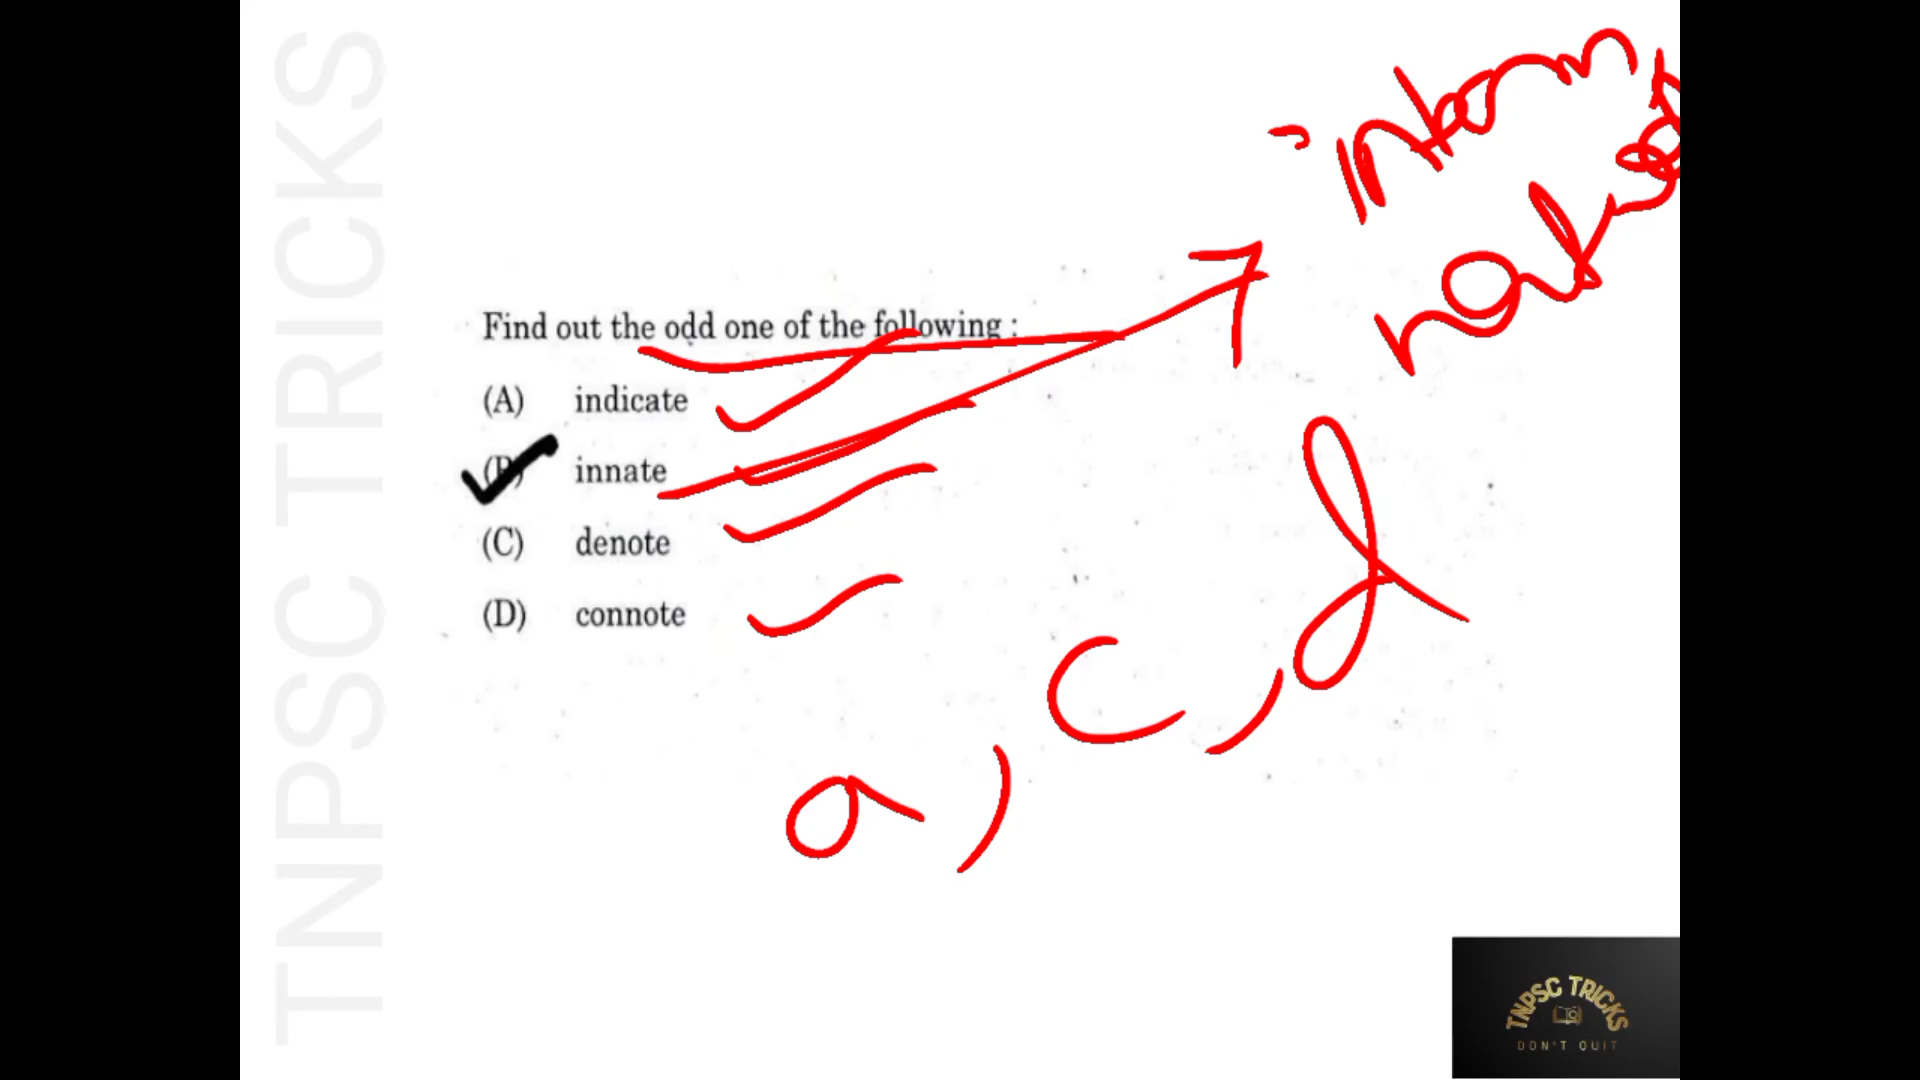 TNPSC TRICKS
inborn
Find out the odd one of the following :
(A) indicate
(B) innate
(C) denote
(D) connote
a, c, d
TNPSC TRICKS
DON'T QUIT